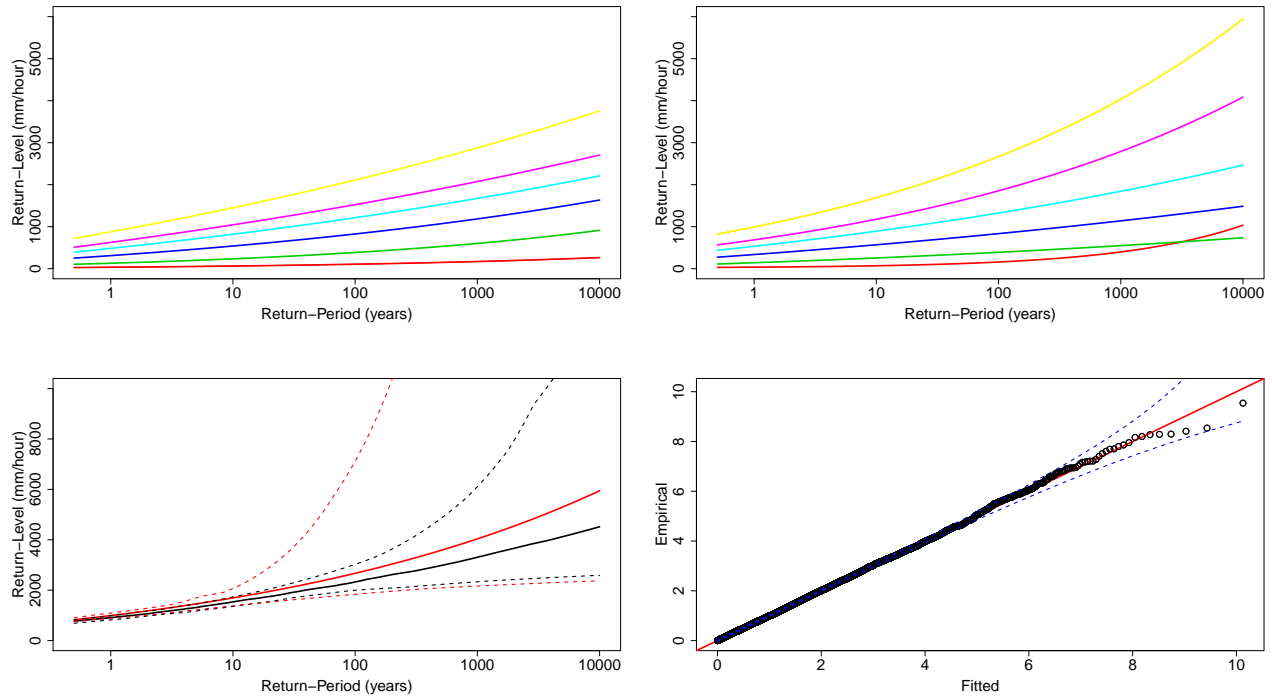 Return−Level (mm/hour)
0 1000 3000 5000
1 10 100 1000 10000
Return−Period (years)
Return−Level (mm/hour)
0 1000 3000 5000
1 10 100 1000 10000
Return−Period (years)
Return−Level (mm/hour)
0 2000 4000 6000 8000
1 10 100 1000 10000
Return−Period (years)
Empirical
0 2 4 6 8 10
0 2 4 6 8 10
Fitted